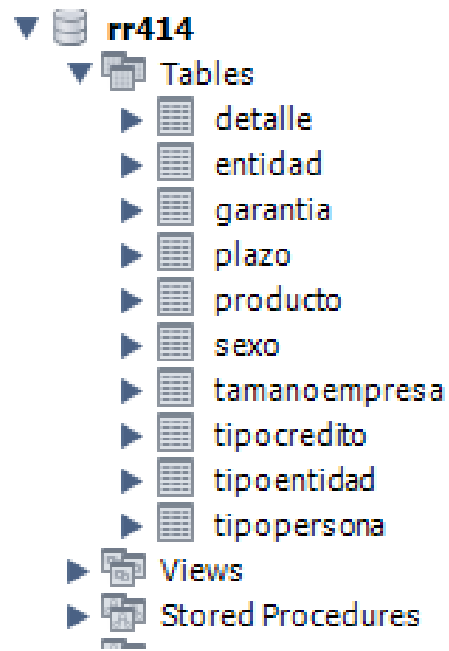 rr414
Tables
detalle
entidad
garantia
plazo
producto
sexo
tamanoempresa
tipocredito
tipoentidad
tipopersona
Views
Stored Procedures